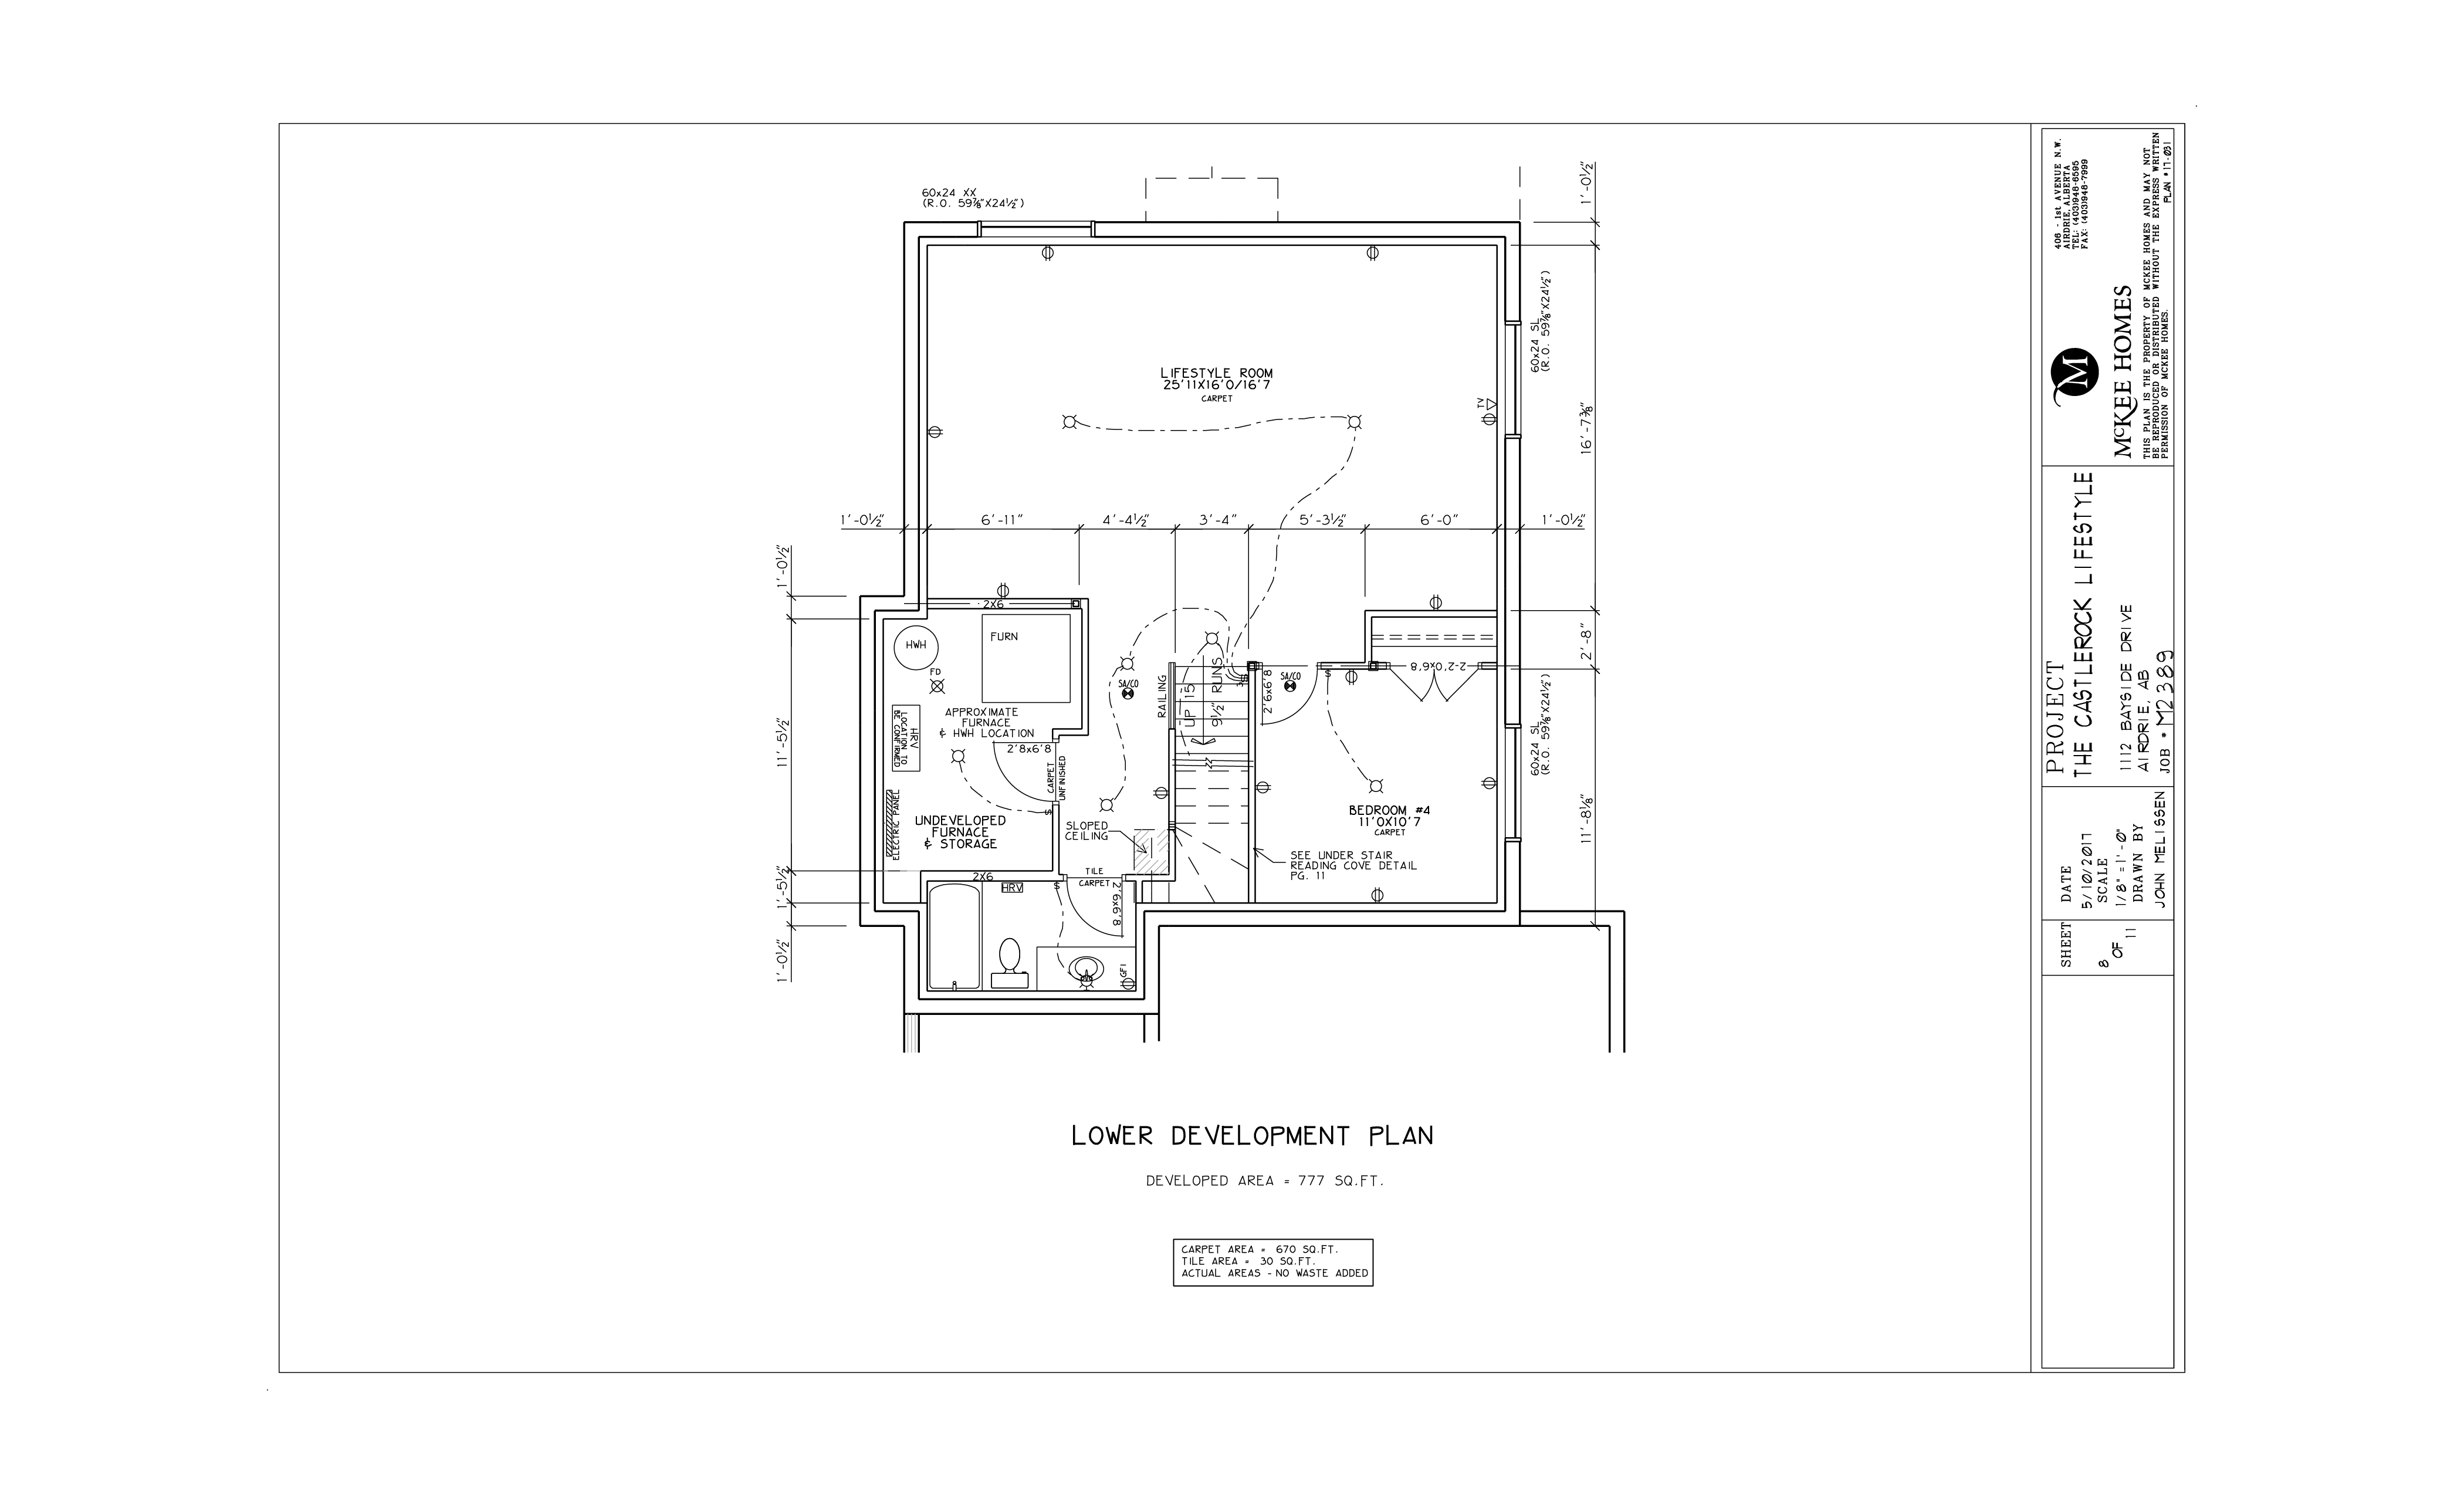 60x24 XX
(R.O. 59⅞"X24½")
1'-0½"
60x24 SL
(R.O. 59⅞"X24½")
LIFESTYLE ROOM
25'11X16'0/16'7
CARPET
TV
16'-7⅜"
1'-0½"
6'-11"
4'-4½"
3'-4"
5'-3½"
6'-0"
1'-0½"
1'-0½"
2X6
HWH
FURN
FD
SA/CO
RAILING
UP 15
9½" RUNS
3S
2'6x6'8
SA/CO
S
2-2'0x6'8
2'-8"
60x24 SL
(R.O. 59⅞"X24½")
HRV
LOCATION TO
BE CONFIRMED
APPROXIMATE
FURNACE
& HWH LOCATION
2'8x6'8
CARPET
UNFINISHED
S
11'-5½"
ELECTRIC PANEL
UNDEVELOPED
FURNACE
& STORAGE
SLOPED
CEILING
BEDROOM #4
11'0X10'7
CARPET
11'-8⅛"
SEE UNDER STAIR
READING COVE DETAIL
PG. 11
2X6
HRV
S
TILE
CARPET
2'6x6'8
1'-5½"
1'-0½"
GFI
LOWER DEVELOPMENT PLAN
DEVELOPED AREA = 777 SQ.FT.
CARPET AREA = 670 SQ.FT.
TILE AREA = 30 SQ.FT.
ACTUAL AREAS - NO WASTE ADDED
406 - 1st AVENUE N.W.
AIRDRIE, ALBERTA
TEL: (403)948-6595
FAX: (403)948-7999
M
MCKEE HOMES
THIS PLAN IS THE PROPERTY OF MCKEE HOMES AND MAY NOT
BE REPRODUCED OR DISTRIBUTED WITHOUT THE EXPRESS WRITTEN
PERMISSION OF MCKEE HOMES.
PLAN #17-031
PROJECT
THE CASTLEROCK LIFESTYLE
1112 BAYSIDE DRIVE
AIRDRIE, AB
JOB # M2389
DATE
5/10/2017
SCALE
1/8" =1'-0"
DRAWN BY
JOHN MELISSEN
SHEET
8
OF
11